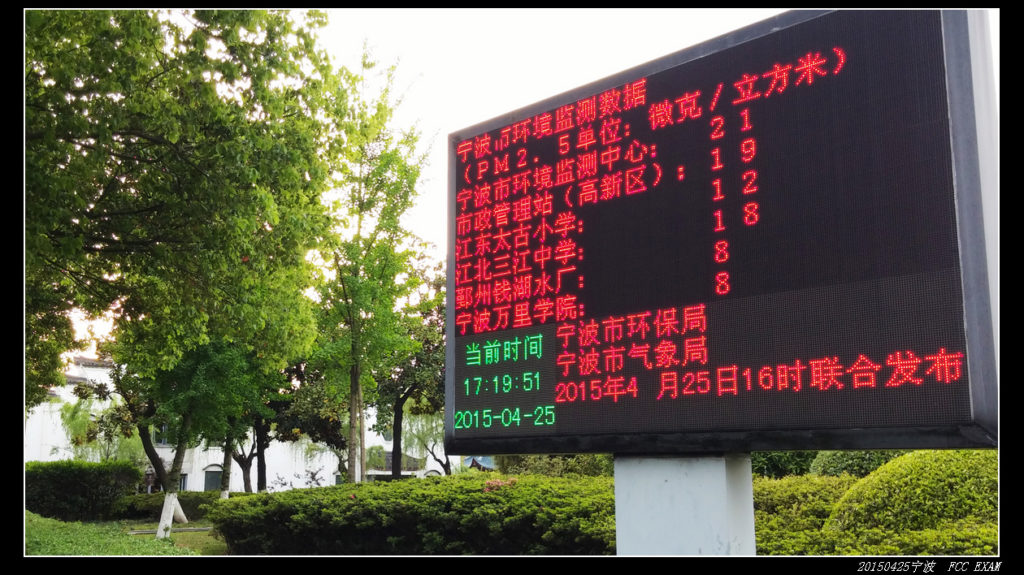 宁波市环境监测数据
（PM2.5单位：微克/立方米）
宁波市环境监测中心： 21
市政管理站（高新区）： 19
江东太古小学： 12
江北三江中学： 18
鄞州钱湖水厂： 8
宁波万里学院： 8
当前时间
17:19:51
2015-04-25
宁波市环保局
宁波市气象局
2015年4 月25日16时联合发布
20150425宁波 FCC EXAM